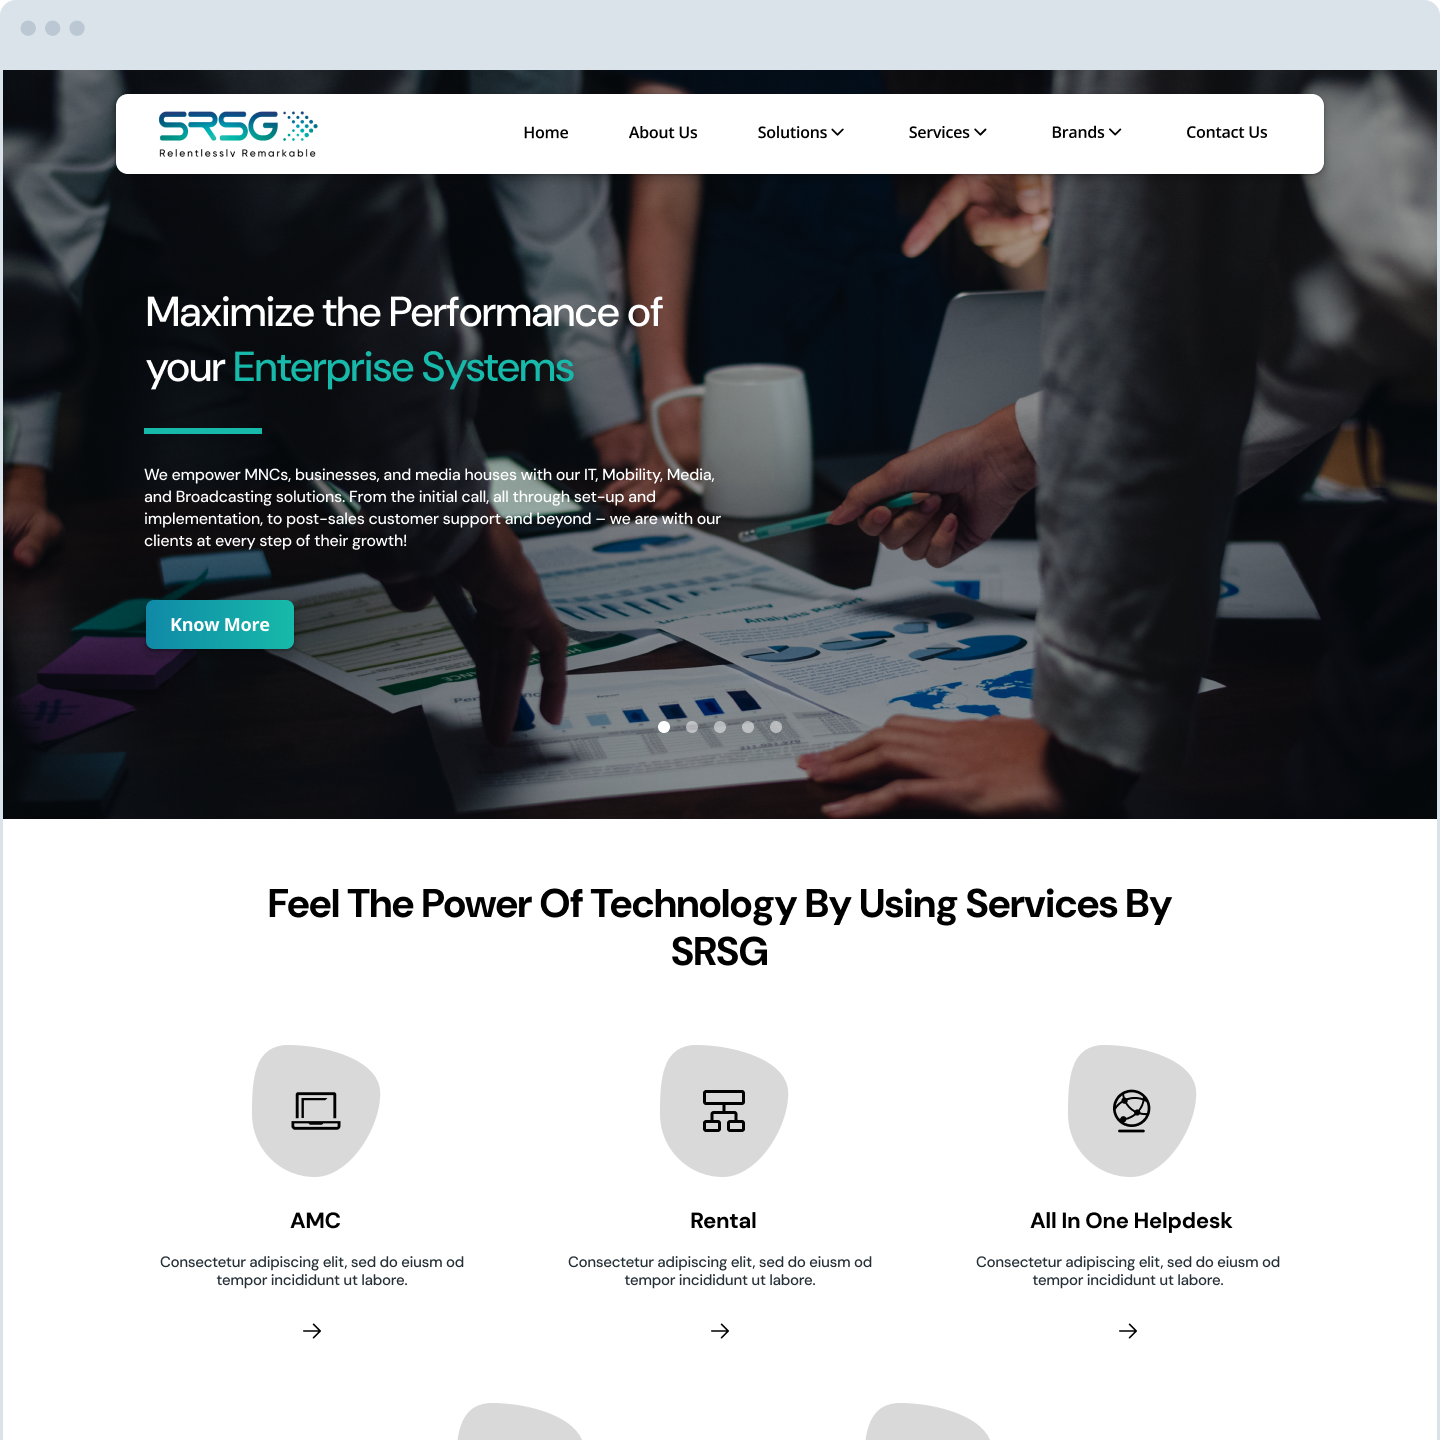 SRSG
Relentlessly Remarkable
Home
About Us
Solutions
Services
Brands
Contact Us
Maximize the Performance of
your Enterprise Systems
We empower MNCs, businesses, and media houses with our IT, Mobility, Media,
and Broadcasting solutions. From the initial call, all through set-up and
implementation, to post-sales customer support and beyond – we are with our
clients at every step of their growth!
Analysis Report
Know More
Feel The Power Of Technology By Using Services By
SRSG
AMC
Rental
All In One Helpdesk
Consectetur adipiscing elit, sed do eiusm od
tempor incididunt ut labore.
Consectetur adipiscing elit, sed do eiusm od
tempor incididunt ut labore.
Consectetur adipiscing elit, sed do eiusm od
tempor incididunt ut labore.